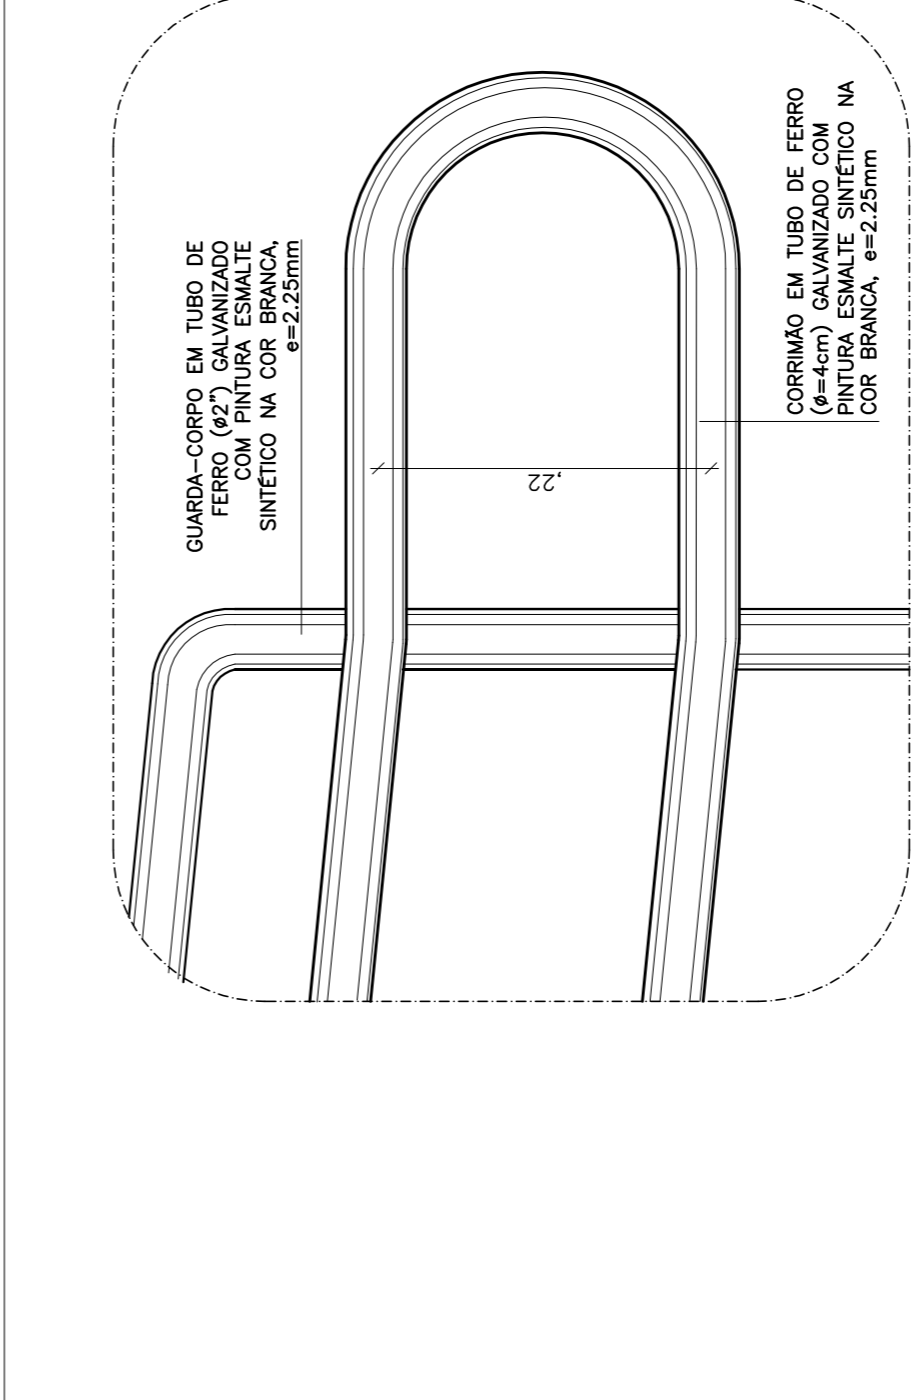 GUARDA-CORPO EM TUBO DE
FERRO (ø2") GALVANIZADO
COM PINTURA ESMALTE
SINTÉTICO NA COR BRANCA,
e=2.25mm
,22
CORRIMÃO EM TUBO DE FERRO
(ø=4cm) GALVANIZADO COM
PINTURA ESMALTE SINTÉTICO NA
COR BRANCA, e=2.25mm